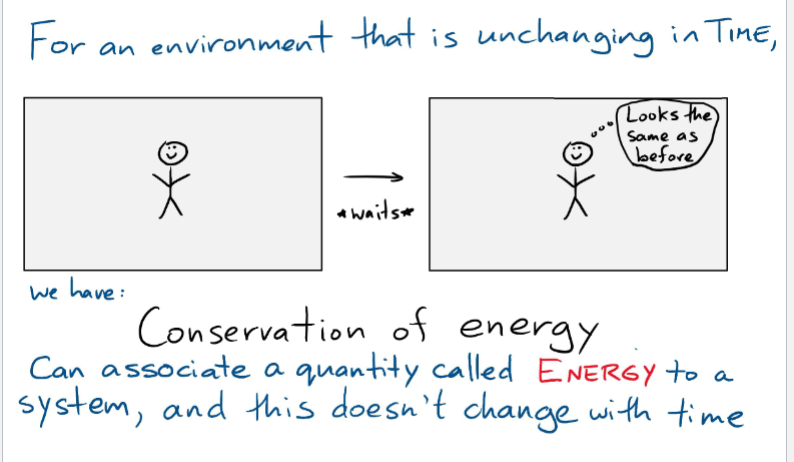 For an environment that is unchanging in TIME,
Looks the
same as
before
*waits*
we have:
Conservation of energy
Can associate a quantity called ENERGY to a
system, and this doesn't change with time